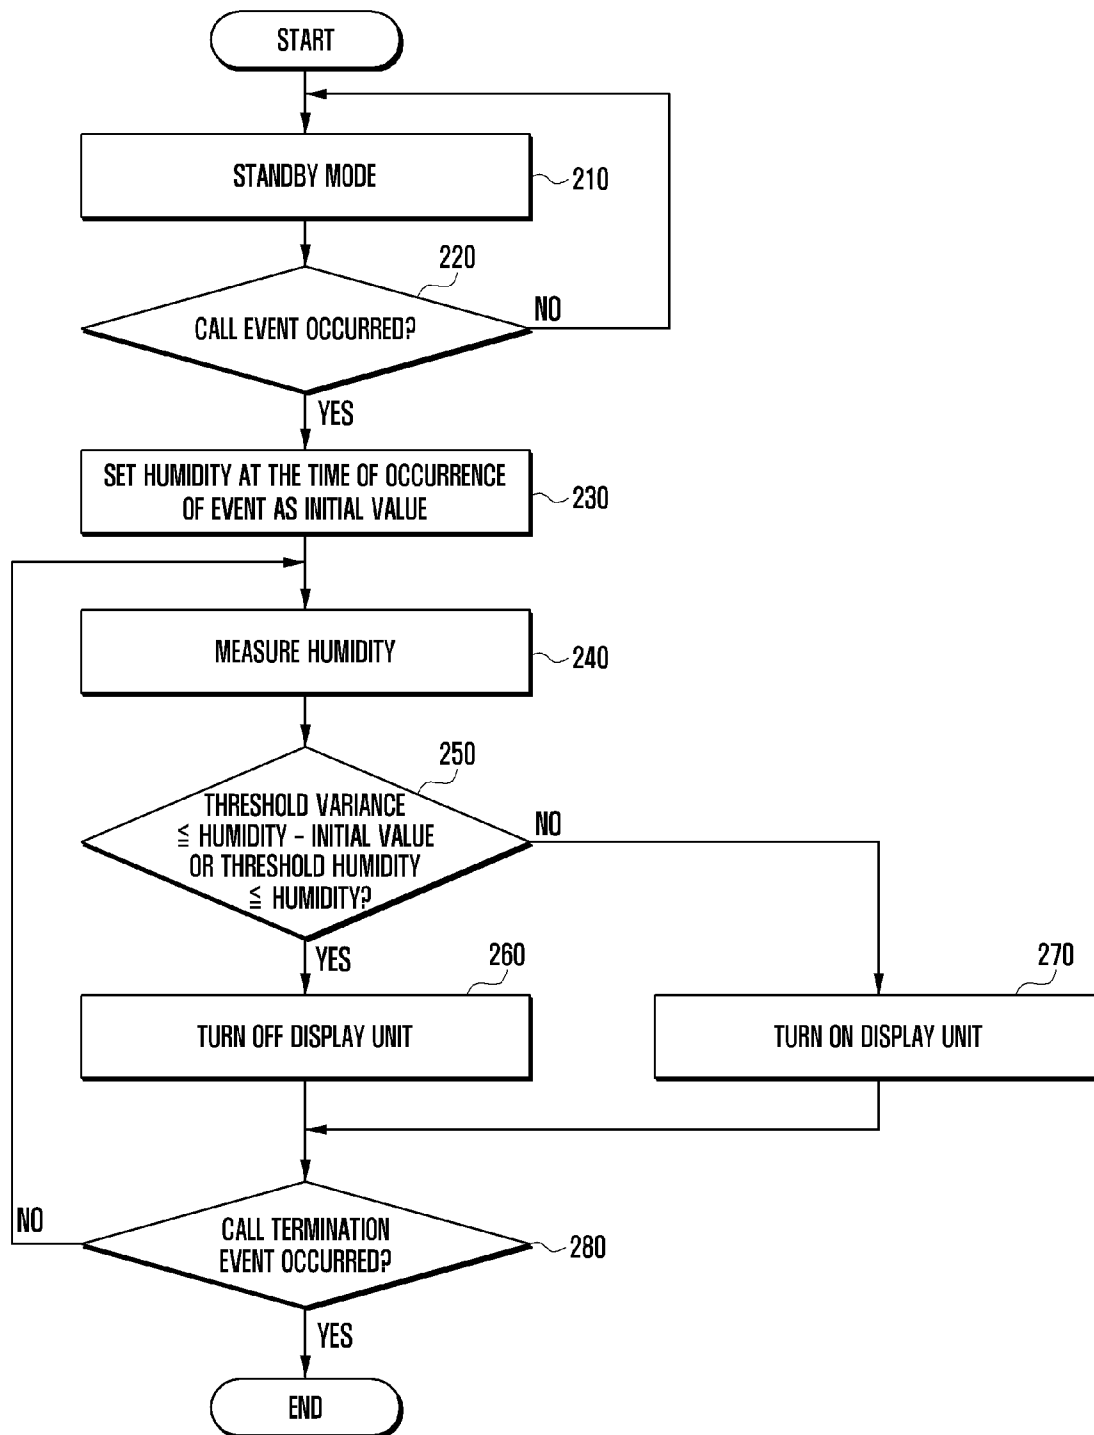 START
STANDBY MODE
210
220
CALL EVENT OCCURRED?
NO
YES
SET HUMIDITY AT THE TIME OF OCCURRENCE
OF EVENT AS INITIAL VALUE
230
MEASURE HUMIDITY
240
250
THRESHOLD VARIANCE
≦ HUMIDITY - INITIAL VALUE
OR THRESHOLD HUMIDITY
≦ HUMIDITY?
NO
YES
260
TURN OFF DISPLAY UNIT
270
TURN ON DISPLAY UNIT
NO
CALL TERMINATION
EVENT OCCURRED?
280
YES
END